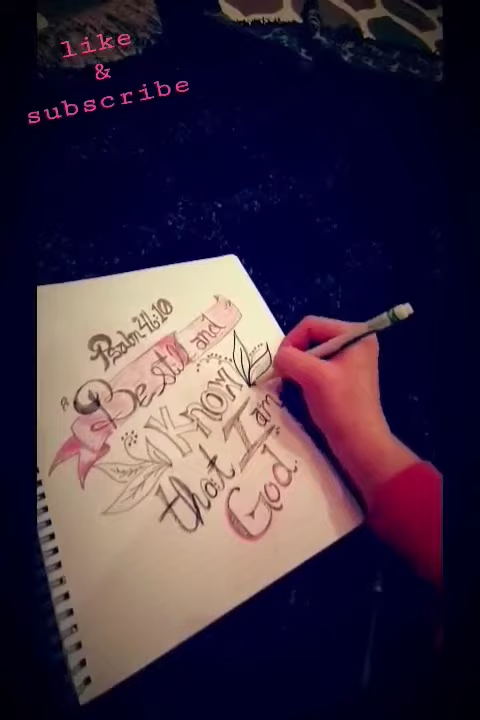 like
&
subscribe
Psalm 46:10
Be still and
Know
that I am
God.